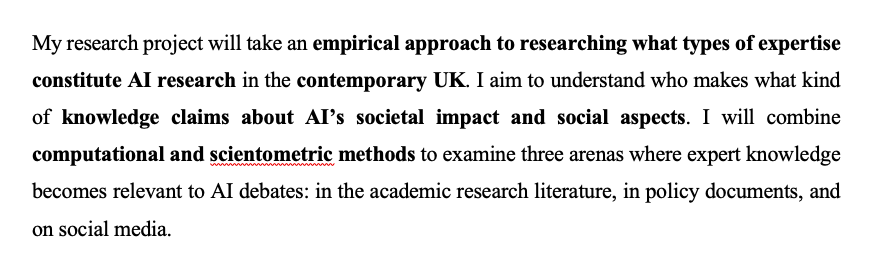 My research project will take an empirical approach to researching what types of expertise
constitute AI research in the contemporary UK. I aim to understand who makes what kind
of knowledge claims about AI’s societal impact and social aspects. I will combine
computational and scientometric methods to examine three arenas where expert knowledge
becomes relevant to AI debates: in the academic research literature, in policy documents, and
on social media.